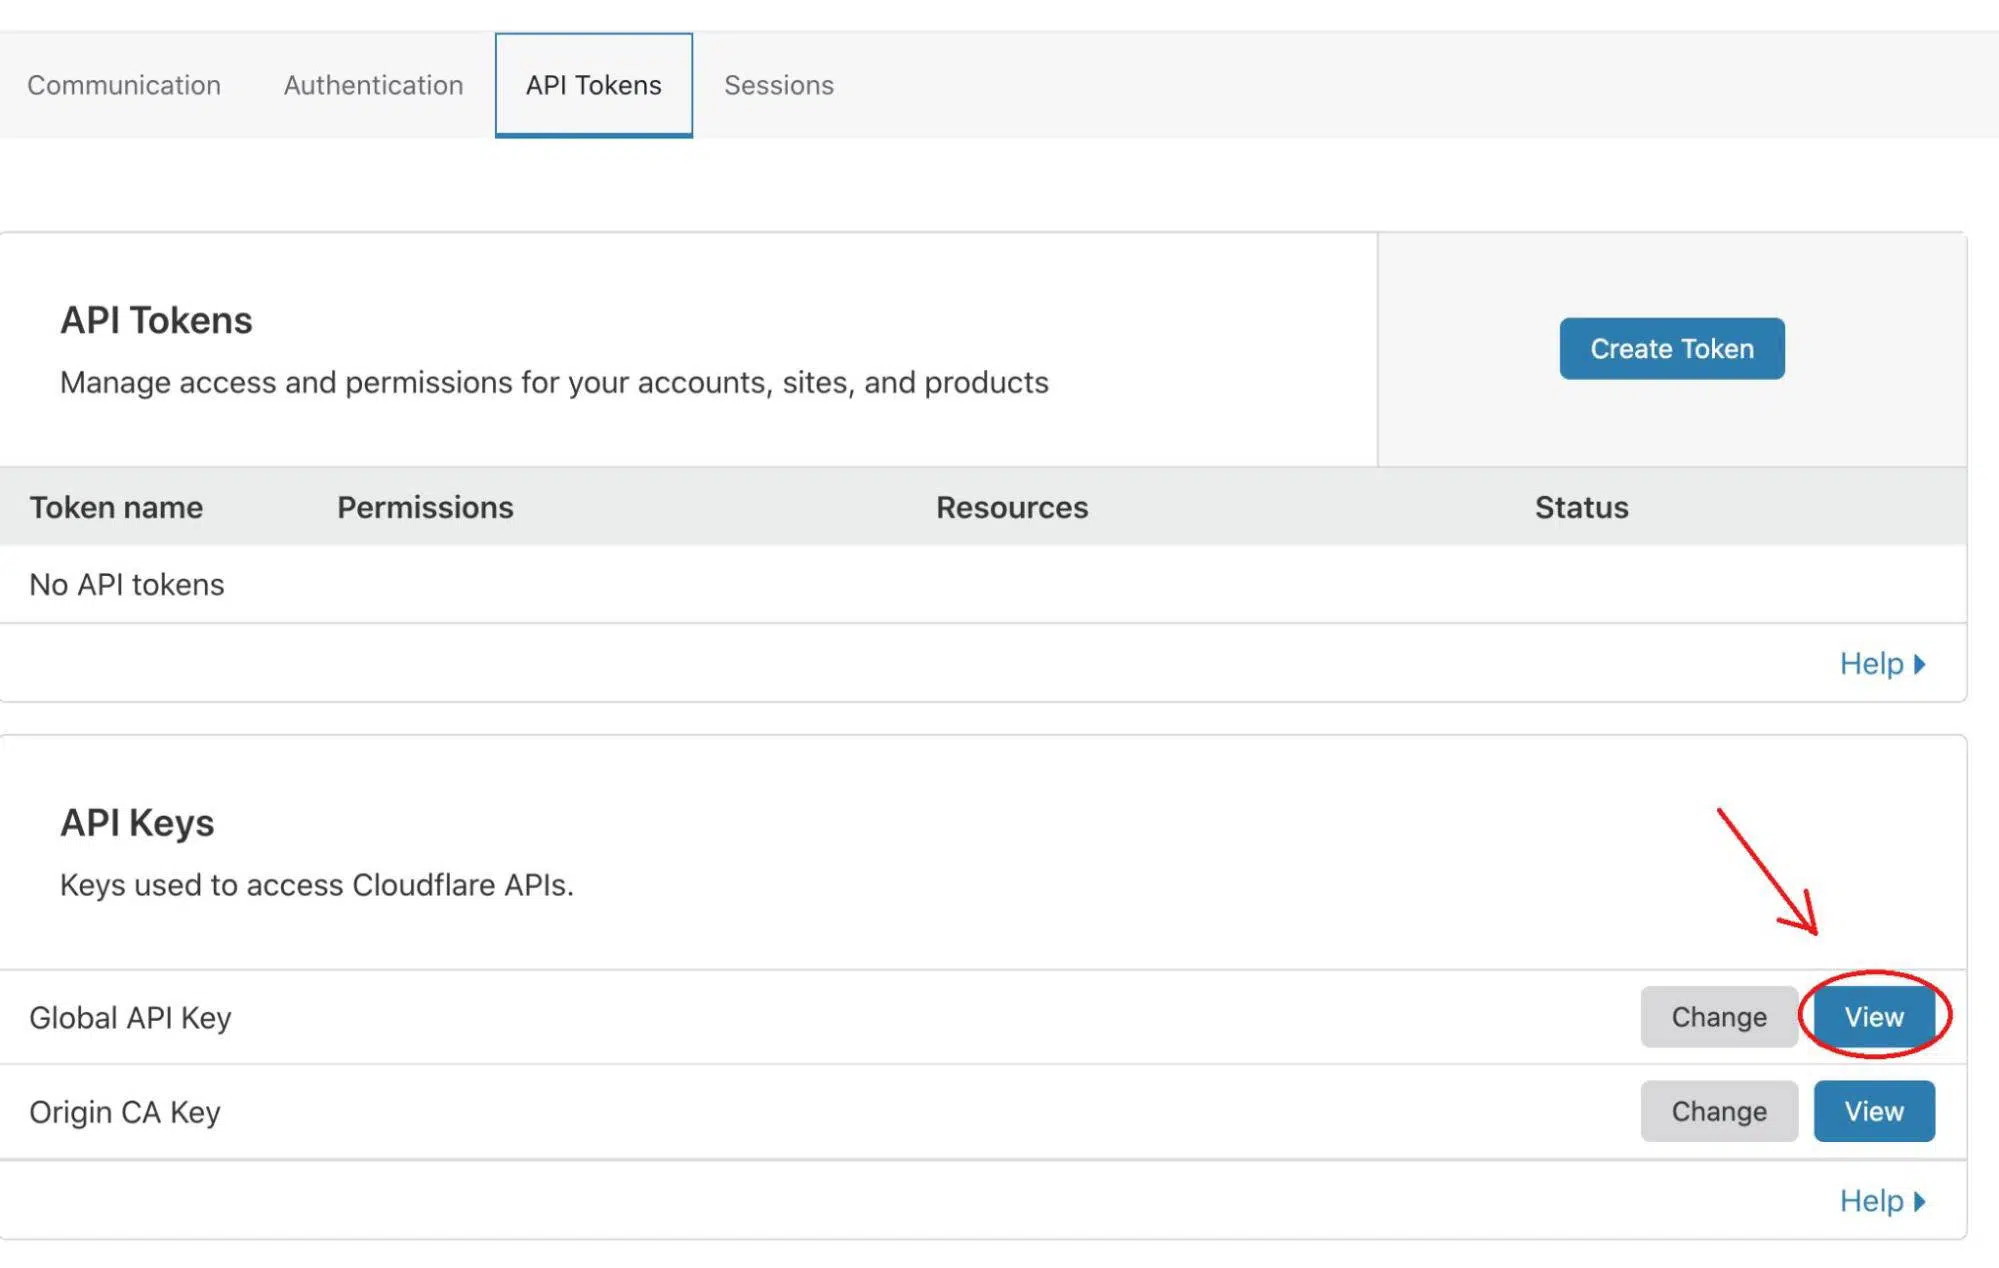 Communication Authentication API Tokens Sessions
API Tokens
Create Token
Manage access and permissions for your accounts, sites, and products
Token name Permissions Resources Status
No API tokens
Help
API Keys
Keys used to access Cloudflare APIs.
Global API Key Change View
Origin CA Key Change View
Help